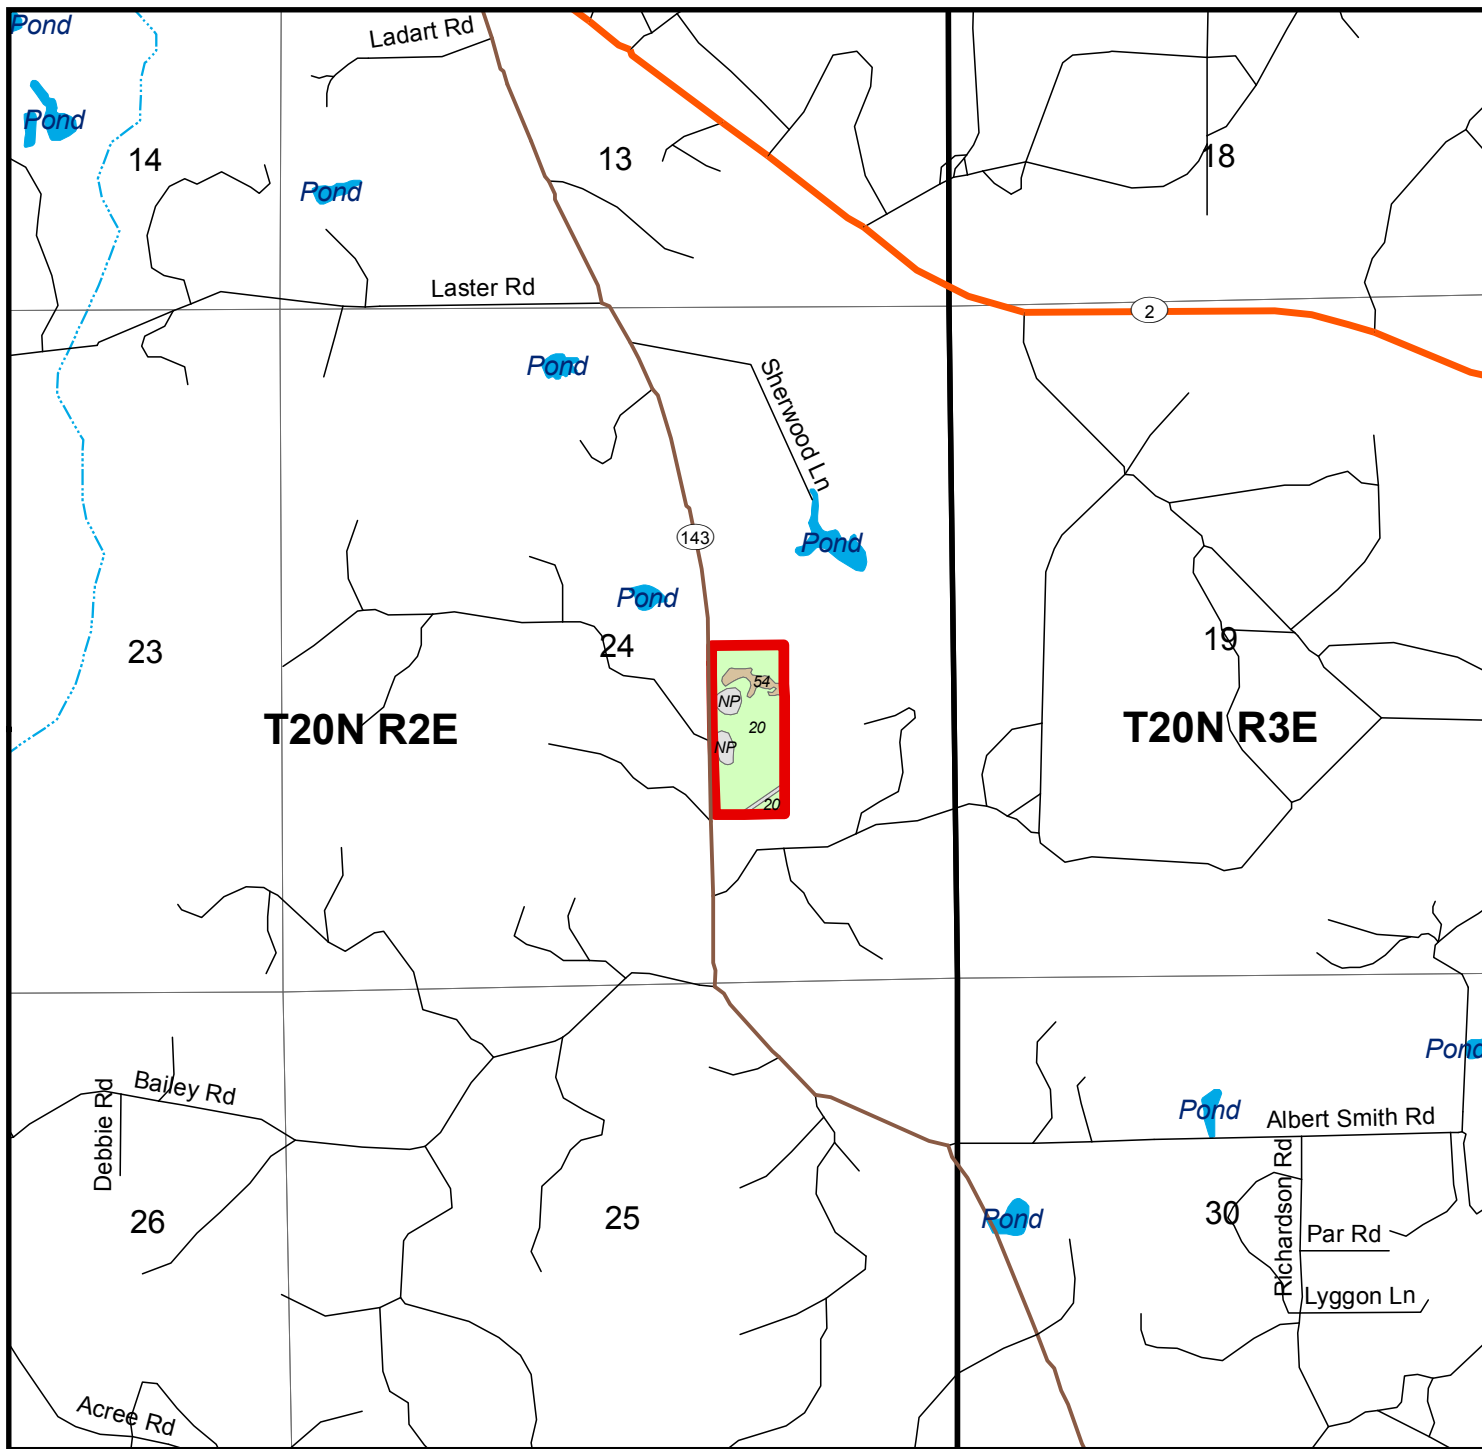 Pond
Ladart Rd
Pond
14
13
18
Pond
Laster Rd
2
Pond
Sherwood Ln
143
Pond
Pond
23
24
19
54
NP
20
T20N R2E
T20N R3E
NP
20
Pond
Bailey Rd
Debbie Rd
Pond
Albert Smith Rd
Richardson Rd
26
25
Pond
30
Par Rd
Lyggon Ln
Acree Rd